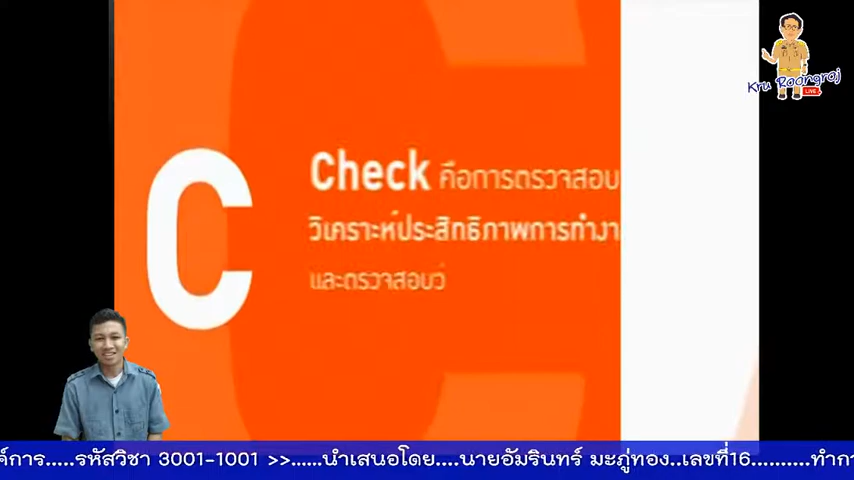 Kru Roongroj
LIVE
C
Check คือการตรวจสอบ
วิเคราะห์ประสิทธิภาพการทำงา
และตรวจสอบว่
ค์การ.....รหัสวิชา 3001-1001 >>......นำเสนอโดย....นายอัมรินทร์ มะภู่ทอง..เลขที่16..........ทำกา